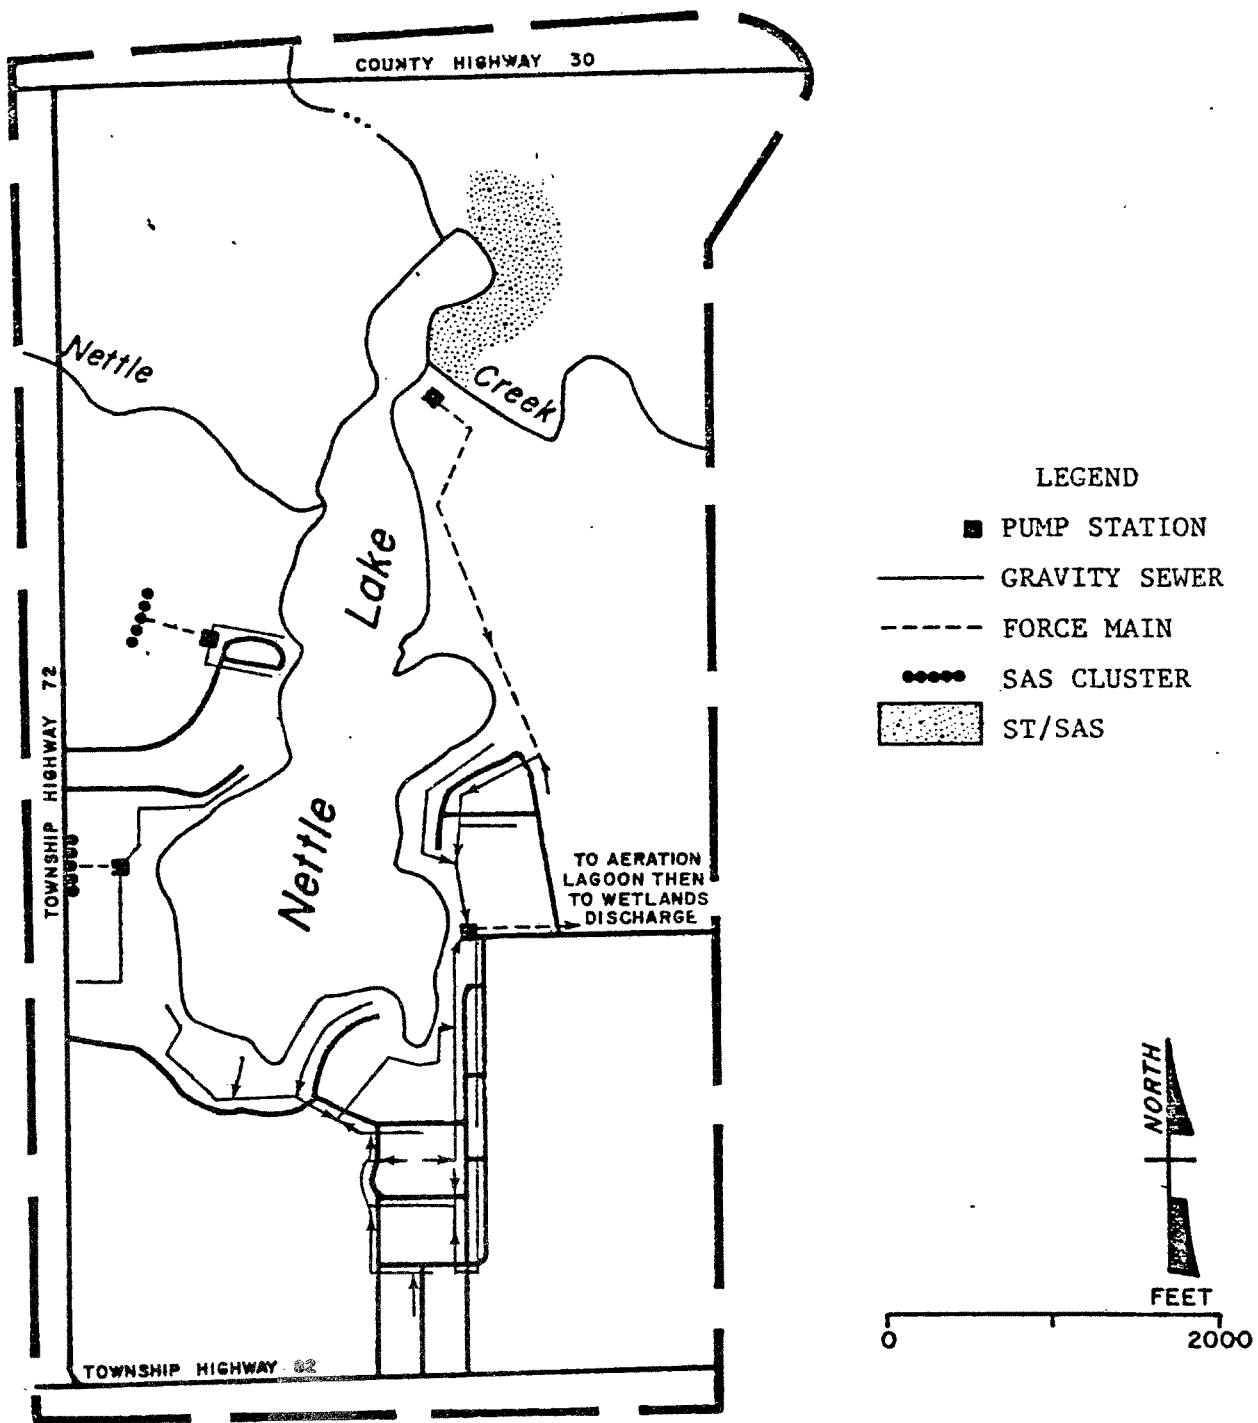 COUNTY HIGHWAY 30
Nettle
Creek
Lake
LEGEND
PUMP STATION
GRAVITY SEWER
FORCE MAIN
SAS CLUSTER
ST/SAS
TOWNSHIP HIGHWAY 72
Nettle
TO AERATION
LAGOON THEN
TO WETLANDS
DISCHARGE
NORTH
FEET
0 2000
TOWNSHIP HIGHWAY